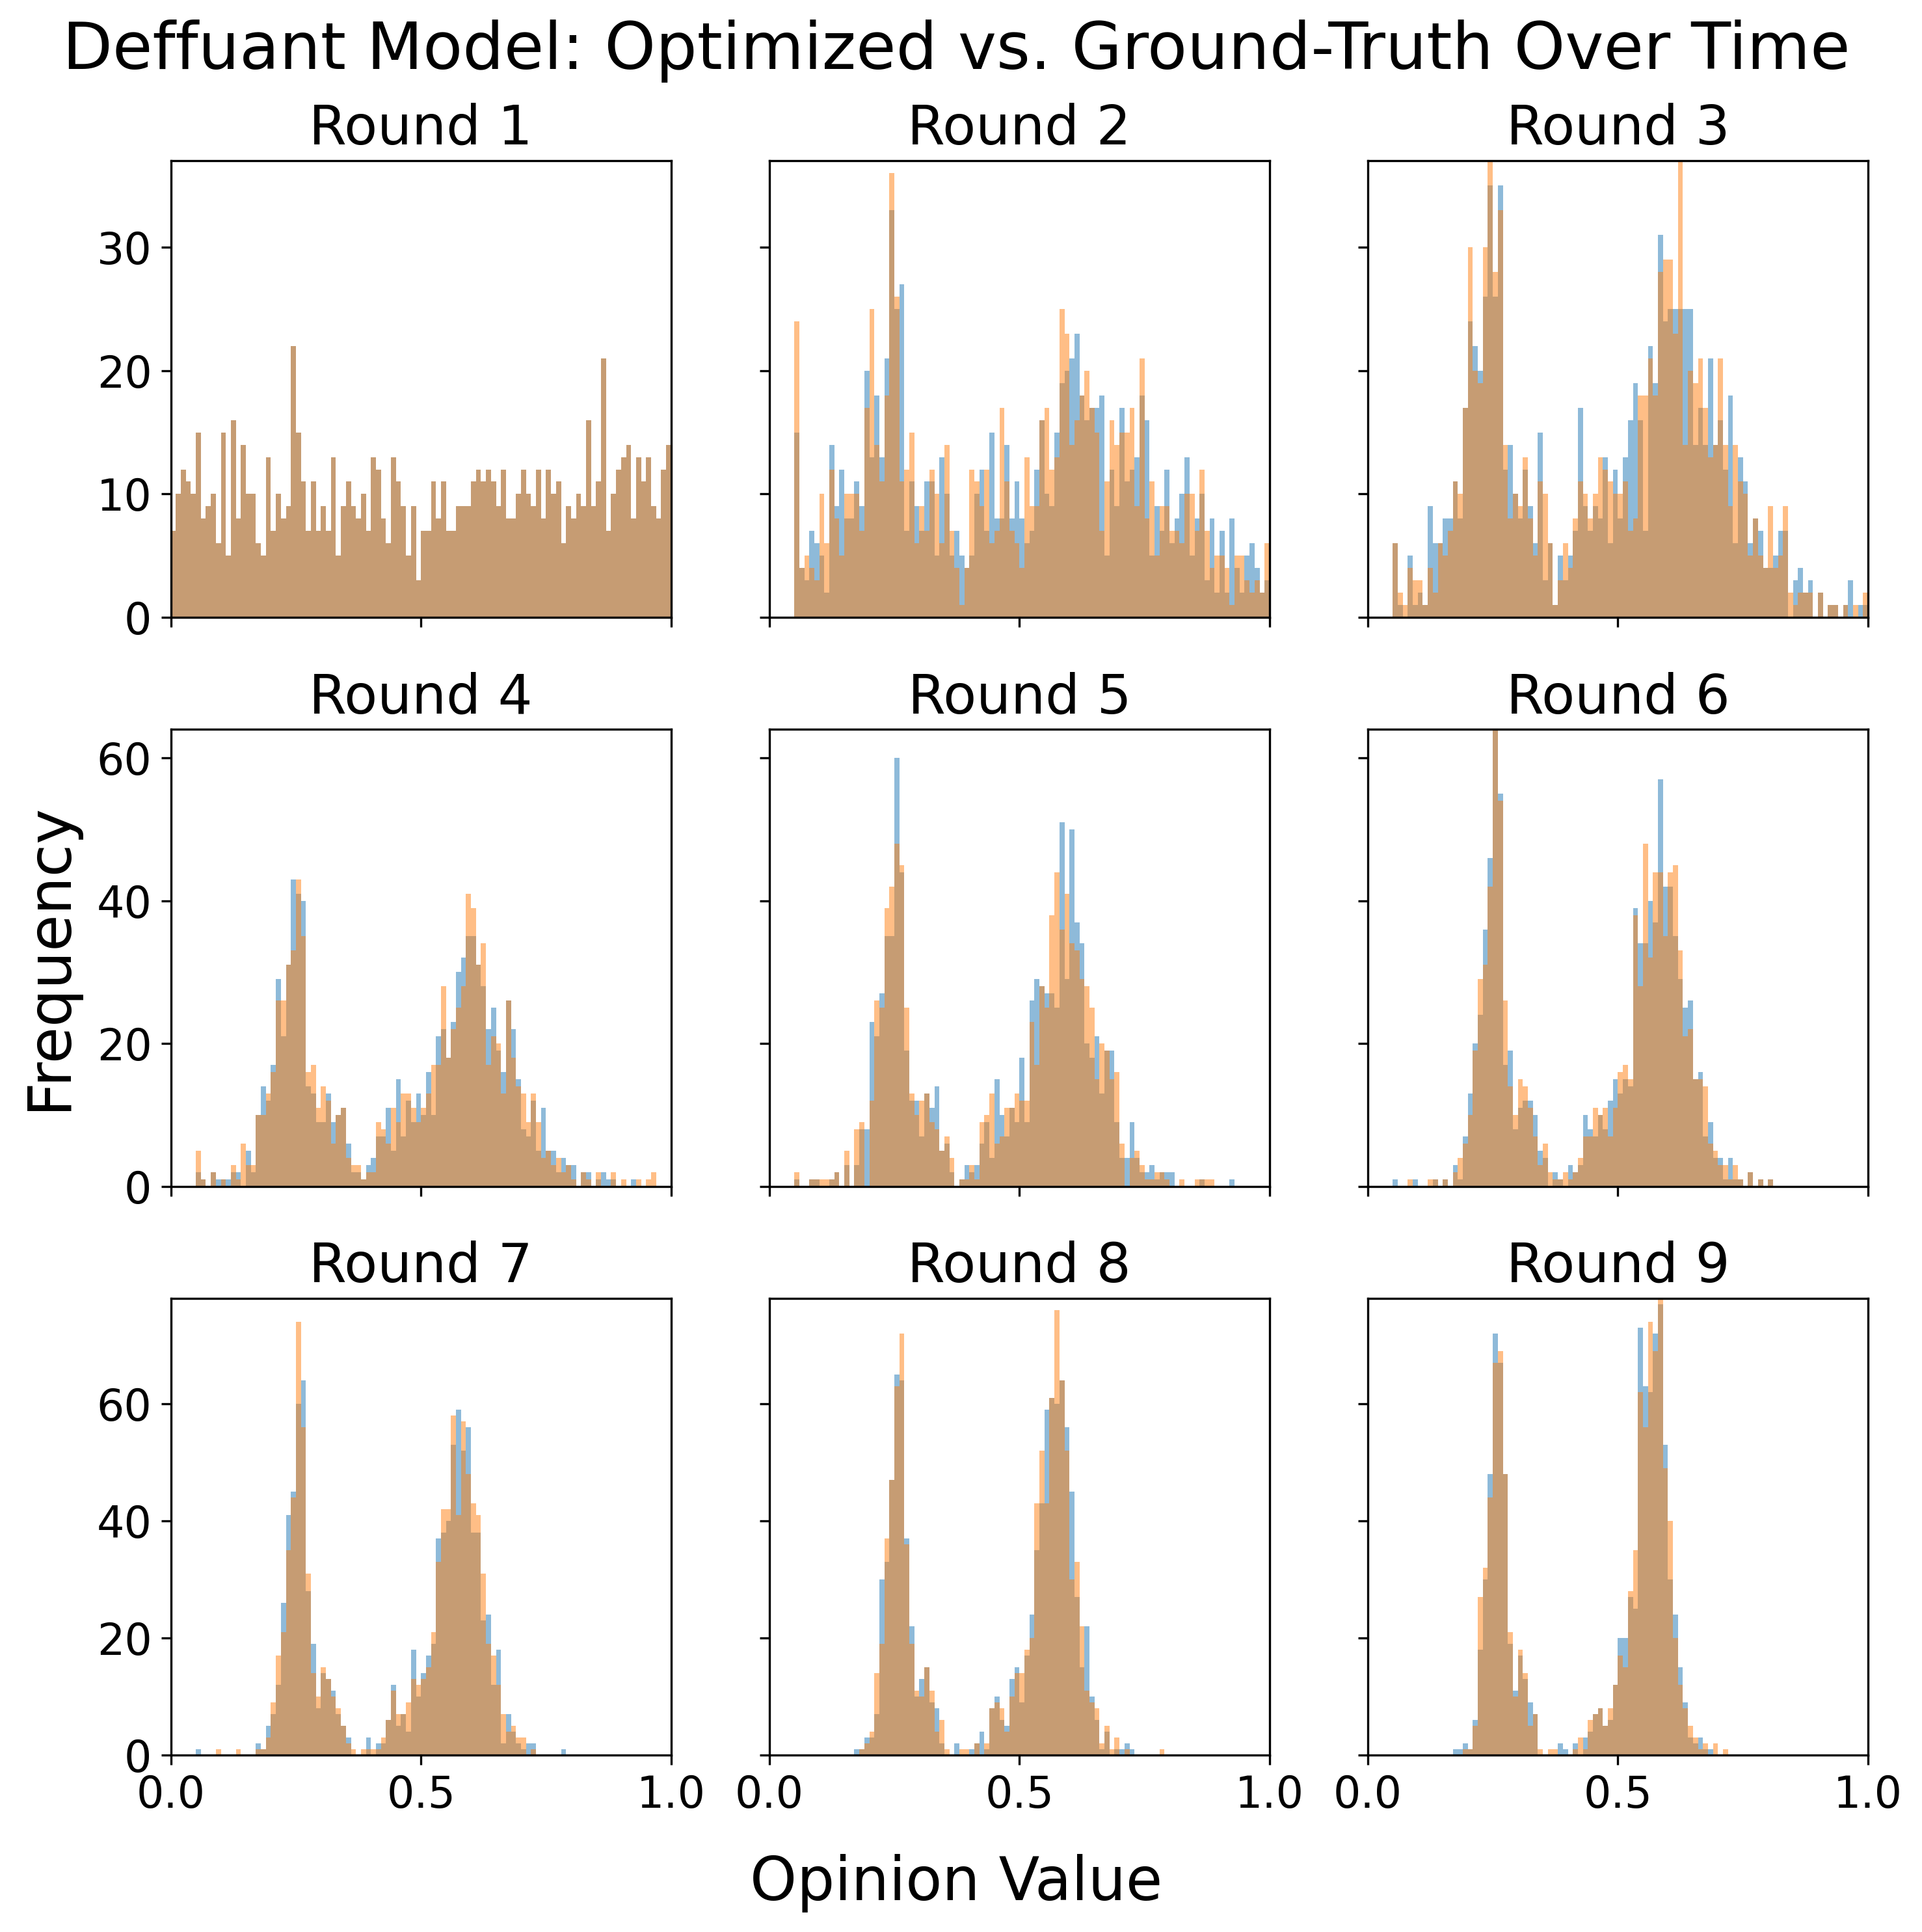 Deffuant Model: Optimized vs. Ground-Truth Over Time
Round 1
Round 2
Round 3
30
20
10
0
Round 4
Round 5
Round 6
Frequency
60
40
20
0
Round 7
Round 8
Round 9
60
40
20
0
0.0 0.5 1.0
0.0 0.5 1.0
0.0 0.5 1.0
Opinion Value